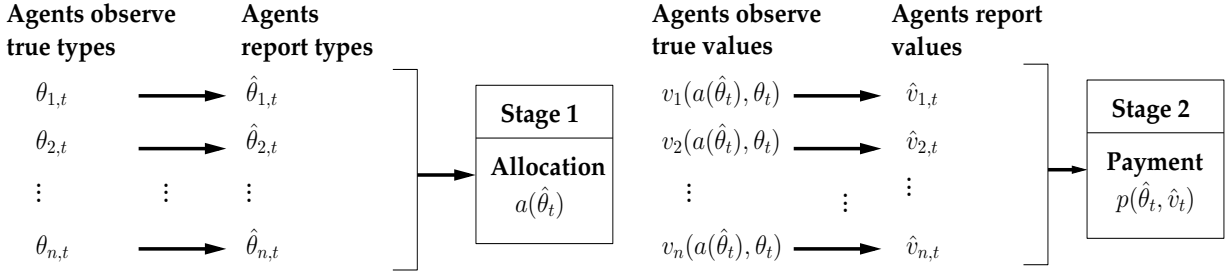 Agents observe true types
Agents report types
Agents observe true values
Agents report values
θ_{1,t} θ̂_{1,t} v_1(a(θ̂_t), θ_t) v̂_{1,t}
θ_{2,t} θ̂_{2,t} v_2(a(θ̂_t), θ_t) v̂_{2,t}
⋮ ⋮ ⋮ ⋮ ⋮ ⋮
θ_{n,t} θ̂_{n,t} v_n(a(θ̂_t), θ_t) v̂_{n,t}
Stage 1
Allocation
a(θ̂_t)
Stage 2
Payment
p(θ̂_t, v̂_t)